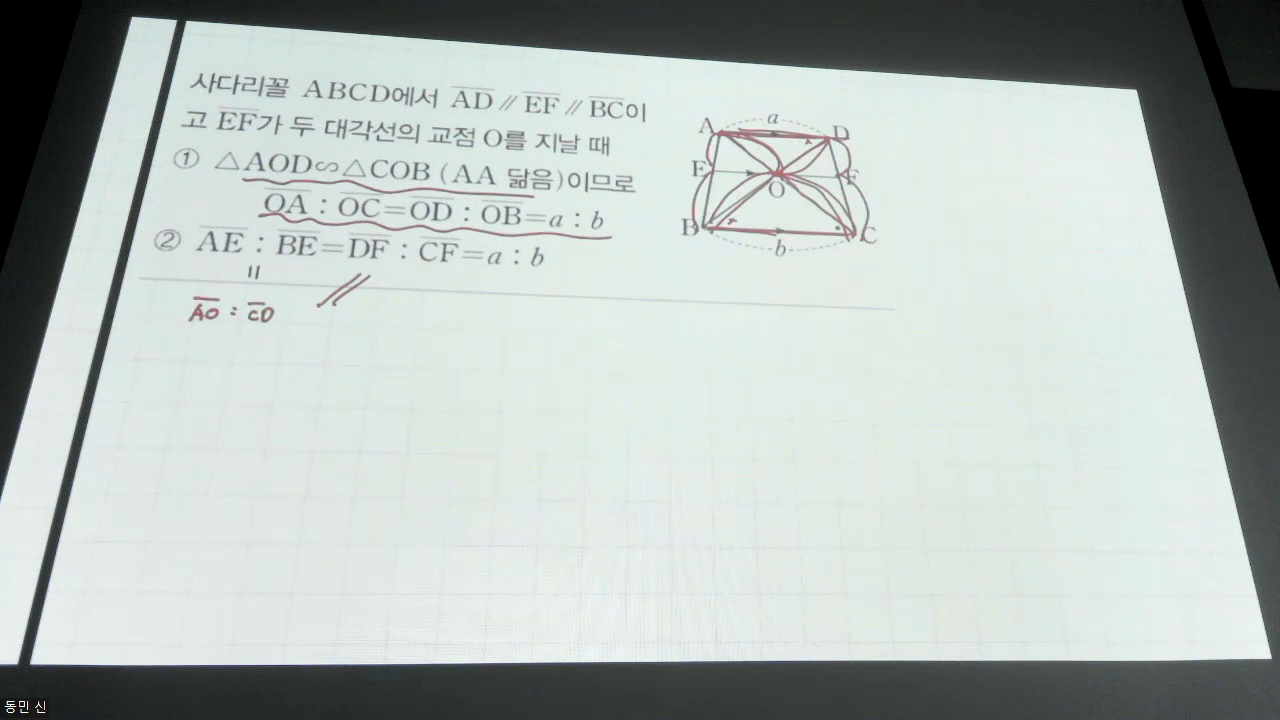 사다리꼴 ABCD에서 AD∥EF∥BC이
고 EF가 두 대각선의 교점 O를 지날 때
① △AOD∽△COB (AA 닮음)이므로
OA : OC=OD : OB=a : b
② AE : BE=DF : CF=a : b
=
AO : CO
a
A
D
E
F
O
B
C
b
동민 신